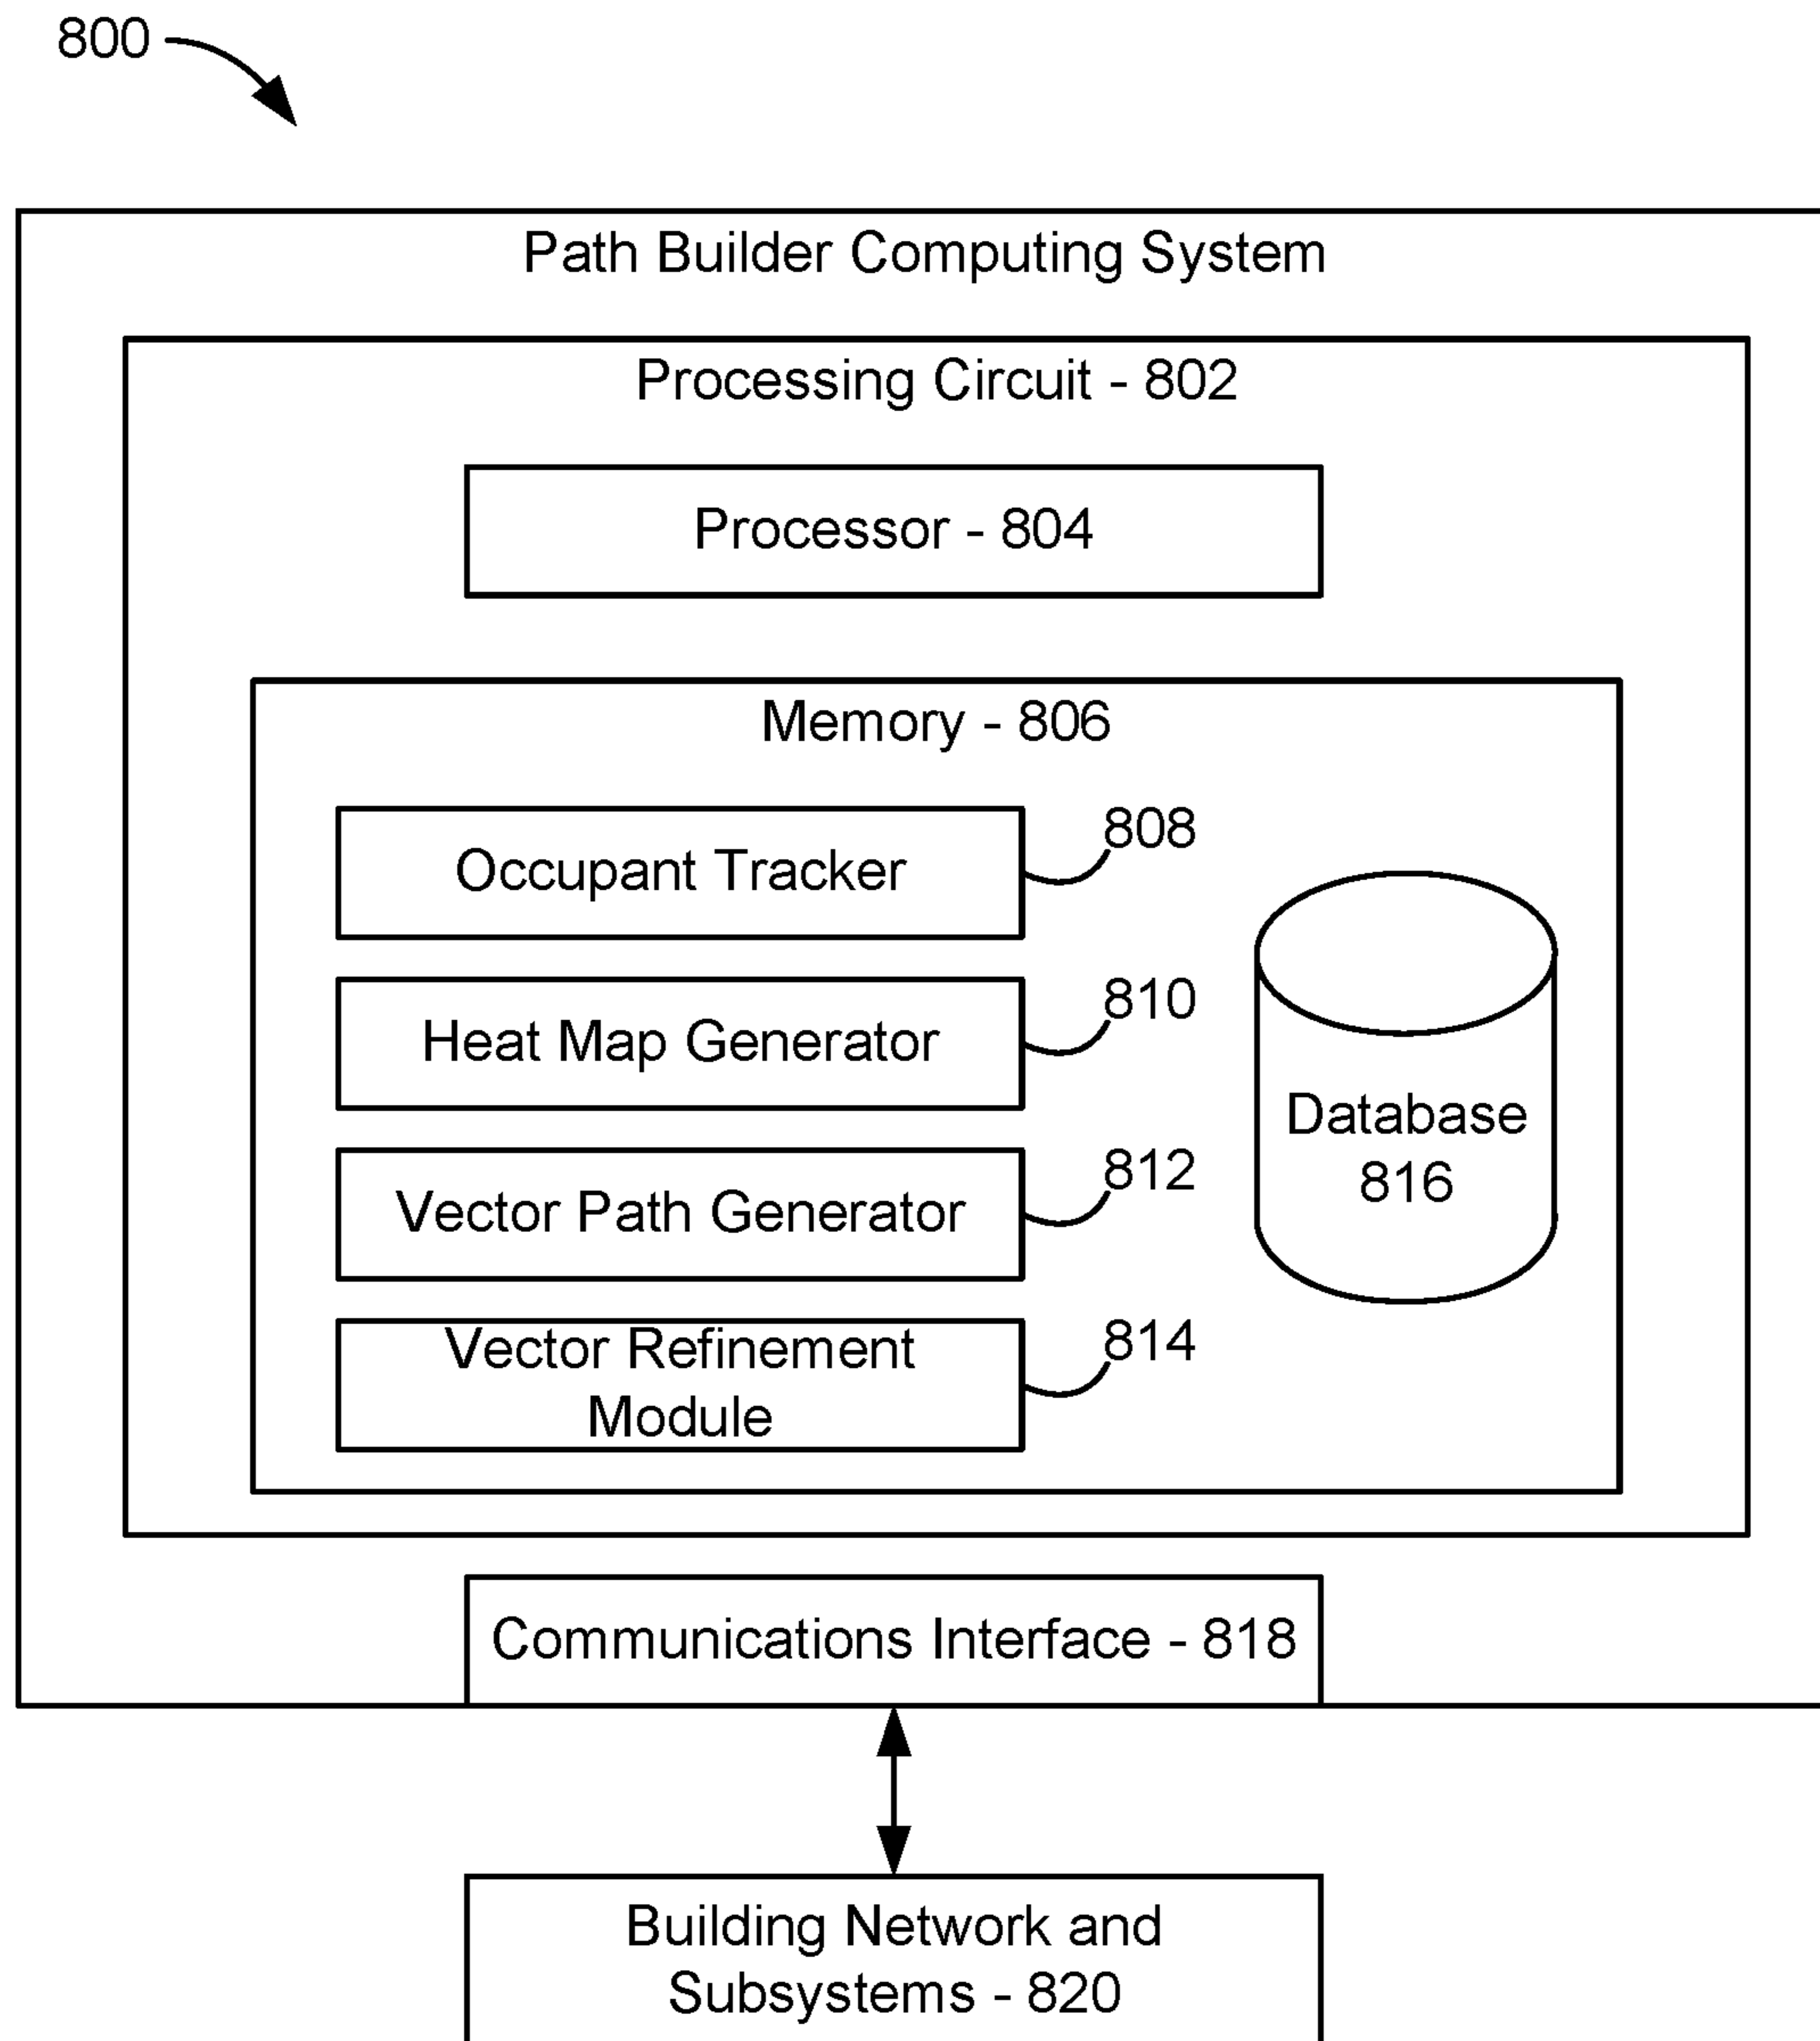 800
Path Builder Computing System
Processing Circuit - 802
Processor - 804
Memory - 806
Occupant Tracker
808
Heat Map Generator
810
Vector Path Generator
812
Vector Refinement
Module
814
Database
816
Communications Interface - 818
Building Network and
Subsystems - 820